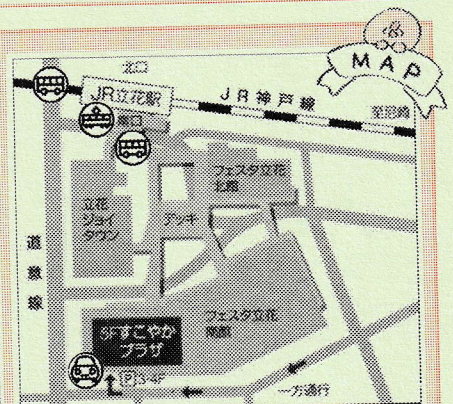 MAP
北口
JR立花駅
JR神戸線
至尼崎
南口
フェスタ立花
北館
立花
ジョイ
タウン
デッキ
道意線
フェスタ立花
南館
5Fすこやか
プラザ
P3・4F
一方通行